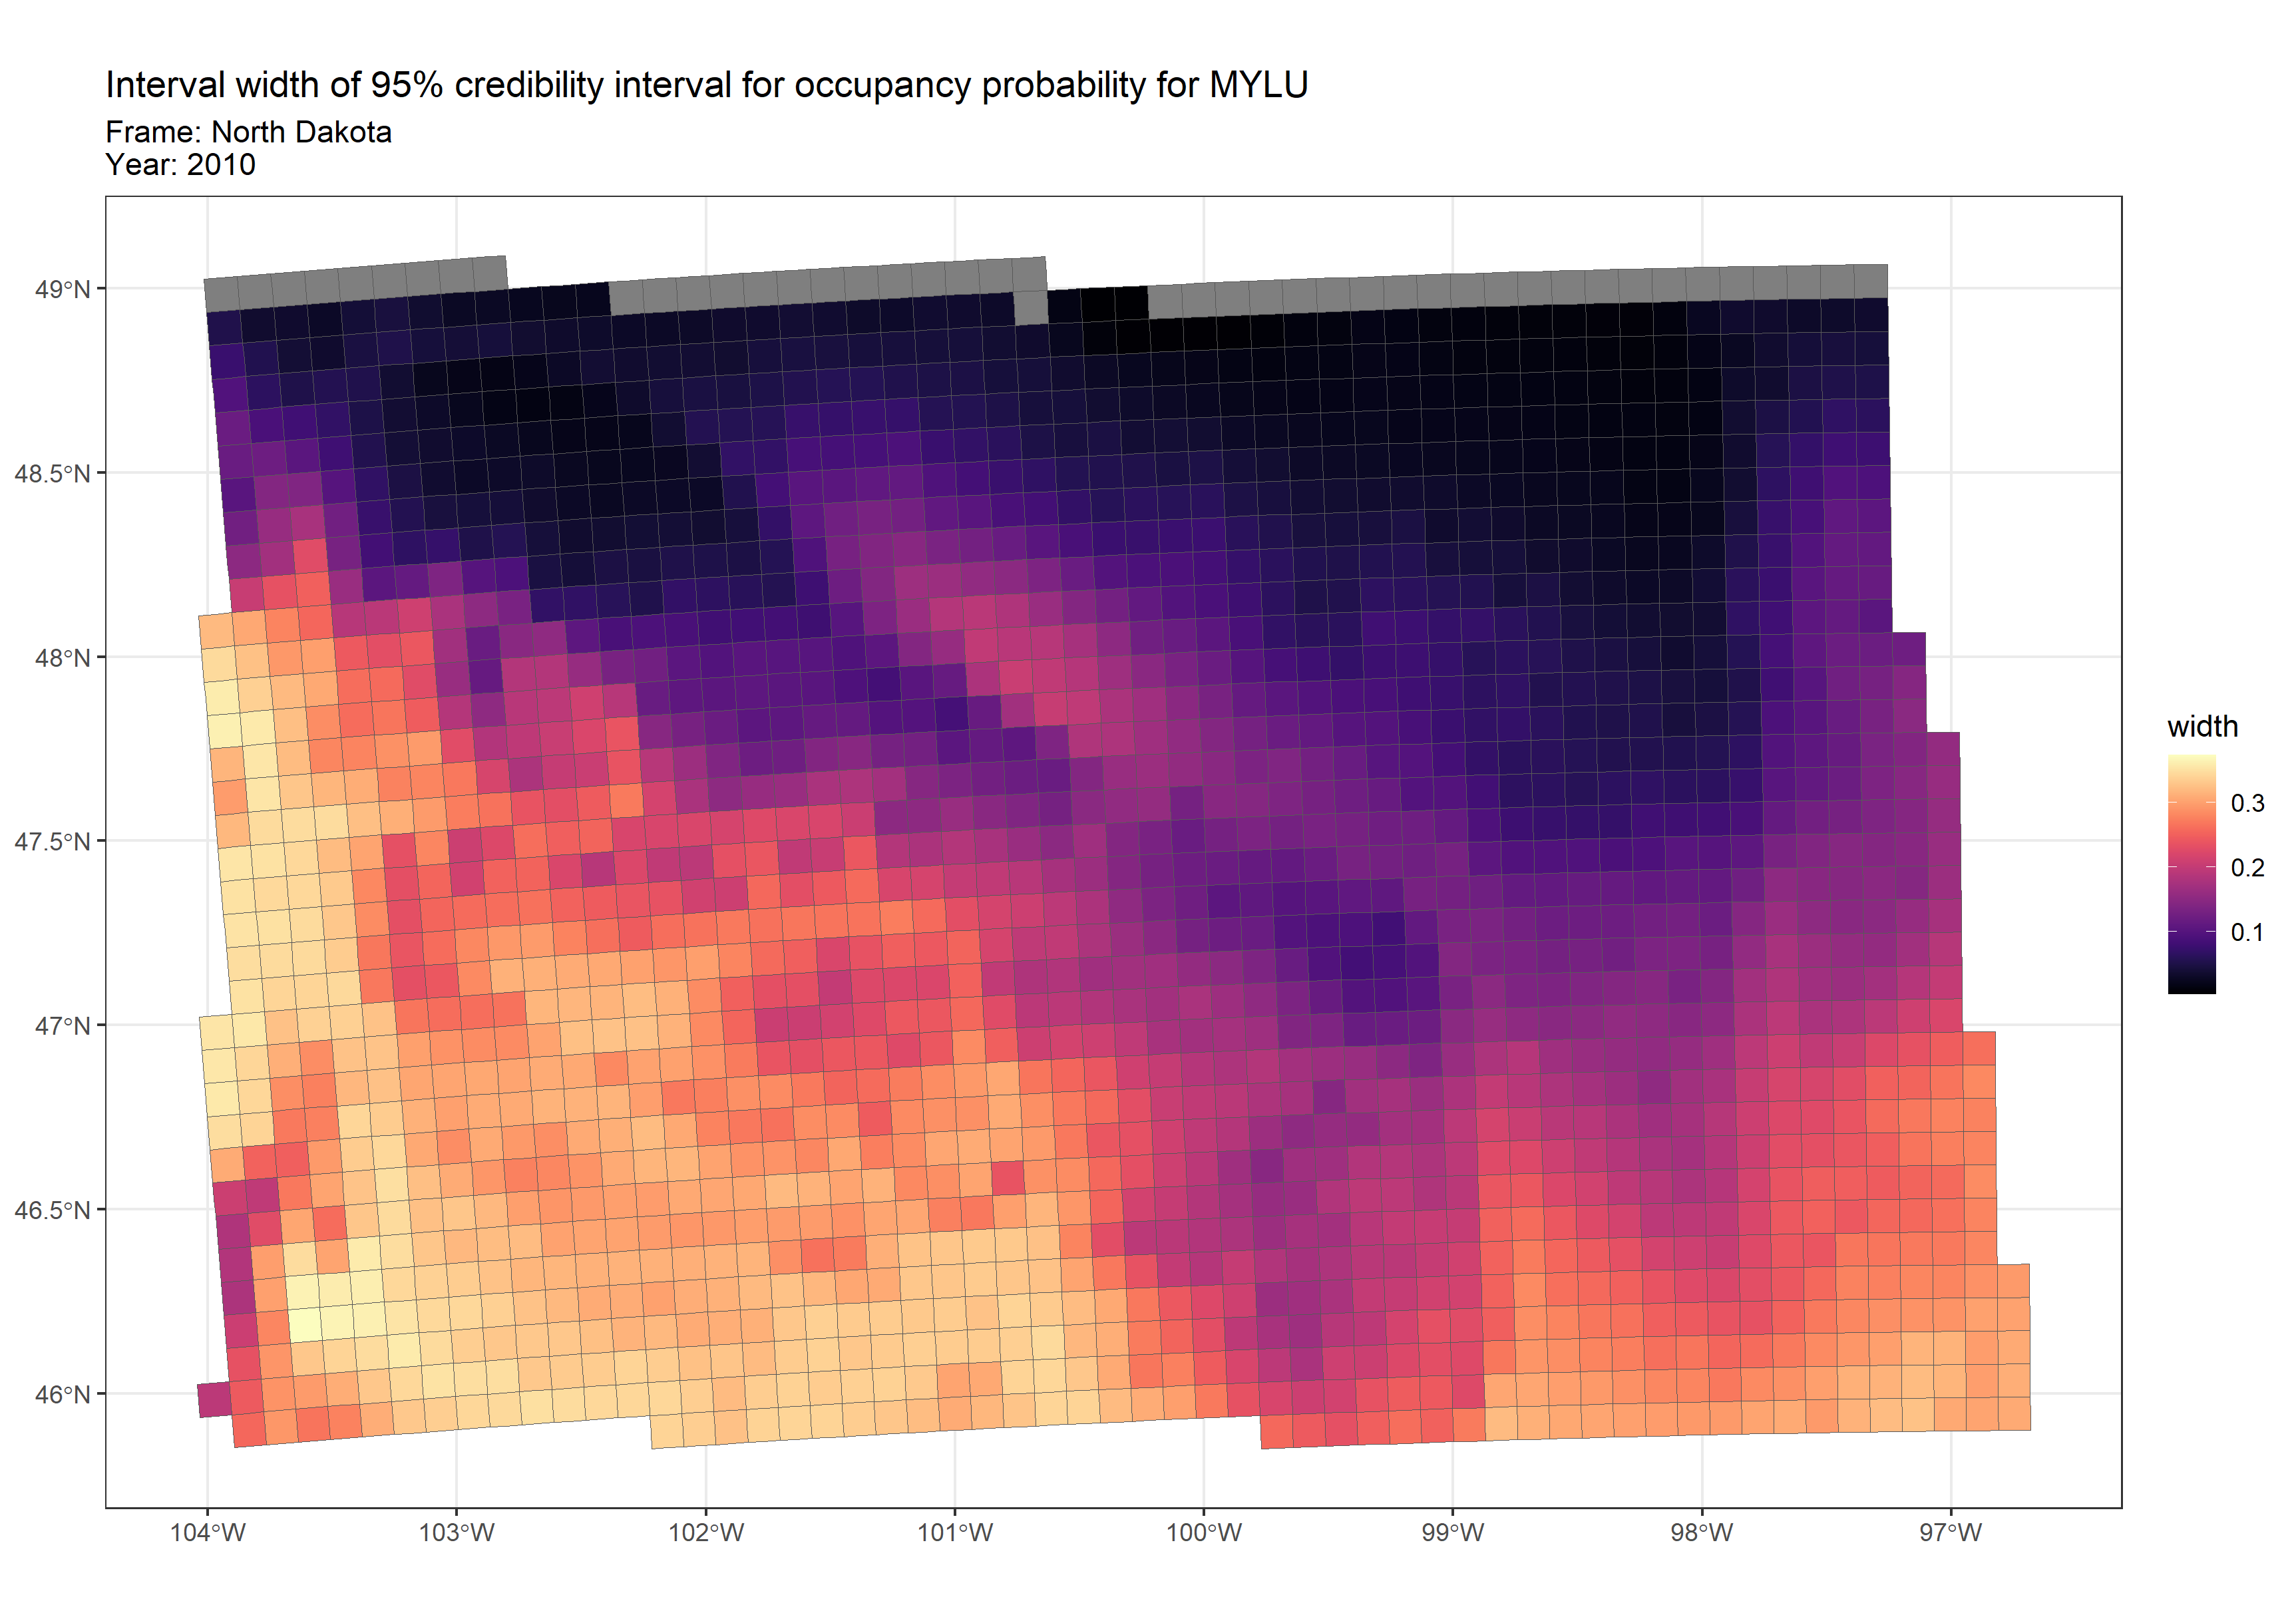 Interval width of 95% credibility interval for occupancy probability for MYLU
Frame: North Dakota
Year: 2010
49°N
48.5°N
48°N
47.5°N
47°N
46.5°N
46°N
104°W
103°W
102°W
101°W
100°W
99°W
98°W
97°W
width
0.3
0.2
0.1